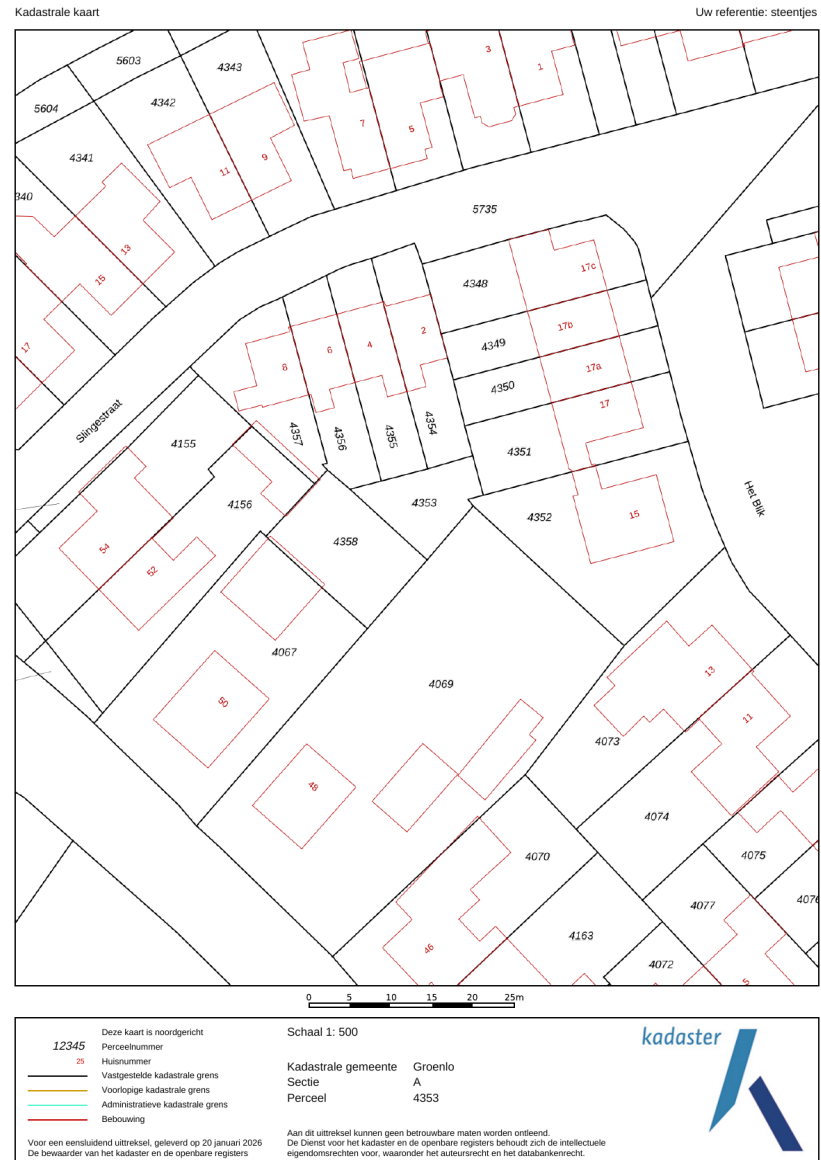 Kadastrale kaart
Uw referentie: steentjes
5603
4343
3
1
5604
4342
7
5
4341
11
9
340
5735
13
15
17c
4348
17
2
17b
4349
4
6
8
17a
4350
17
Slingestraat
4155
4357
4356
4355
4354
4351
4156
4353
4352
15
Het Blik
54
52
4358
4067
50
4069
13
11
4073
48
4074
4070
4075
4077
4076
46
4163
4072
5
0 5 10 15 20 25m
Deze kaart is noordgericht
12345 Perceelnummer
25 Huisnummer
Vastgestelde kadastrale grens
Voorlopige kadastrale grens
Administratieve kadastrale grens
Bebouwing
Voor een eensluidend uittreksel, geleverd op 20 januari 2026
De bewaarder van het kadaster en de openbare registers
Schaal 1: 500
Kadastrale gemeente Groenlo
Sectie A
Perceel 4353
Aan dit uittreksel kunnen geen betrouwbare maten worden ontleend.
De Dienst voor het kadaster en de openbare registers behoudt zich de intellectuele
eigendomsrechten voor, waaronder het auteursrecht en het databankenrecht.
kadaster